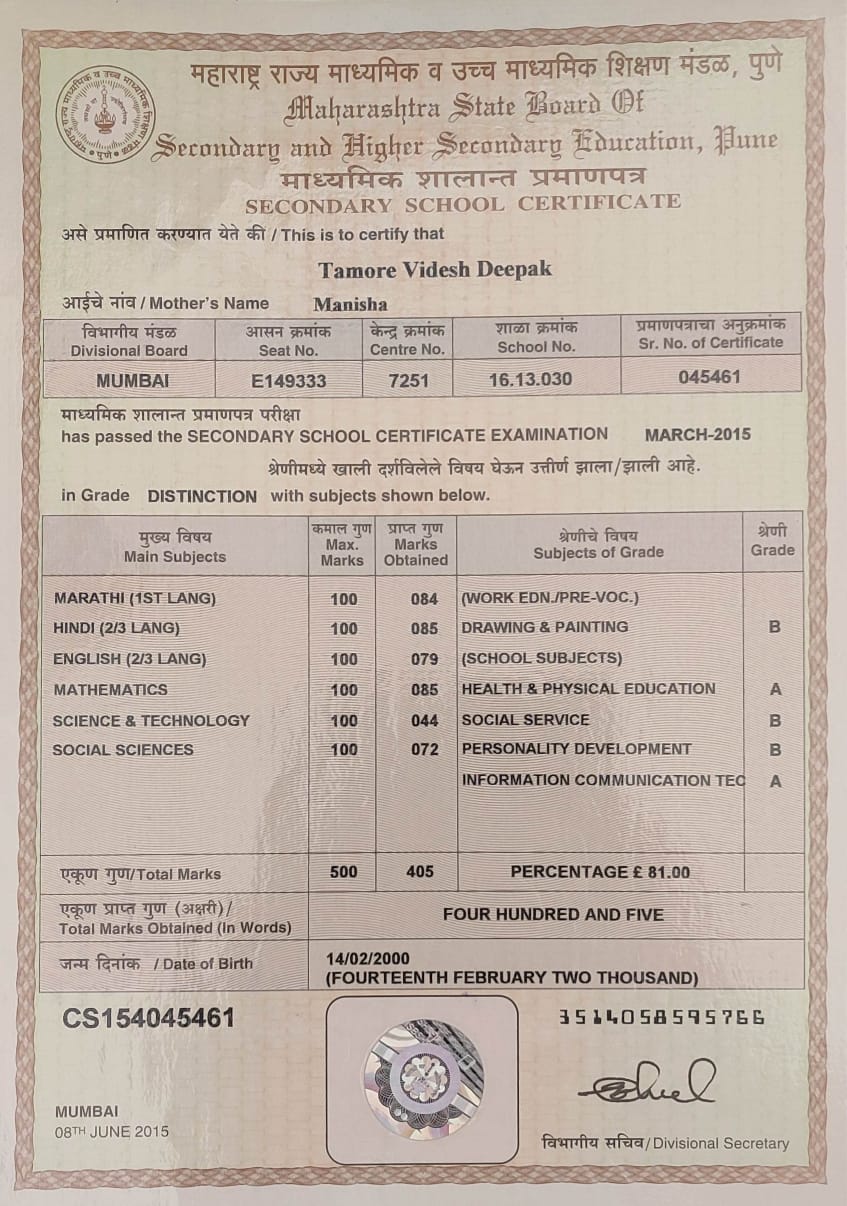 महाराष्ट्र राज्य माध्यमिक व उच्च माध्यमिक शिक्षण मंडळ, पुणे
Maharashtra State Board Of
Secondary and Higher Secondary Education, Pune
माध्यमिक शालान्त प्रमाणपत्र
SECONDARY SCHOOL CERTIFICATE
असे प्रमाणित करण्यात येते की / This is to certify that
Tamore Videsh Deepak
आईचे नांव / Mother's Name Manisha
विभागीय मंडळ आसन क्रमांक केन्द्र क्रमांक शाळा क्रमांक प्रमाणपत्राचा अनुक्रमांक
Divisional Board Seat No. Centre No. School No. Sr. No. of Certificate
MUMBAI E149333 7251 16.13.030 045461
माध्यमिक शालान्त प्रमाणपत्र परीक्षा
has passed the SECONDARY SCHOOL CERTIFICATE EXAMINATION MARCH-2015
श्रेणीमध्ये खाली दर्शविलेले विषय घेऊन उत्तीर्ण झाला/झाली आहे.
in Grade DISTINCTION with subjects shown below.
मुख्य विषय कमाल गुण प्राप्त गुण श्रेणीचे विषय श्रेणी
Main Subjects Max. Marks Marks Obtained Subjects of Grade Grade
MARATHI (1ST LANG) 100 084 (WORK EDN./PRE-VOC.)
HINDI (2/3 LANG) 100 085 DRAWING & PAINTING B
ENGLISH (2/3 LANG) 100 079 (SCHOOL SUBJECTS)
MATHEMATICS 100 085 HEALTH & PHYSICAL EDUCATION A
SCIENCE & TECHNOLOGY 100 044 SOCIAL SERVICE B
SOCIAL SCIENCES 100 072 PERSONALITY DEVELOPMENT B
INFORMATION COMMUNICATION TEC A
एकूण गुण/Total Marks 500 405 PERCENTAGE £ 81.00
एकूण प्राप्त गुण (अक्षरी)/
Total Marks Obtained (In Words) FOUR HUNDRED AND FIVE
जन्म दिनांक / Date of Birth 14/02/2000
(FOURTEENTH FEBRUARY TWO THOUSAND)
CS154045461 3514058595766
MUMBAI
08TH JUNE 2015
विभागीय सचिव/Divisional Secretary